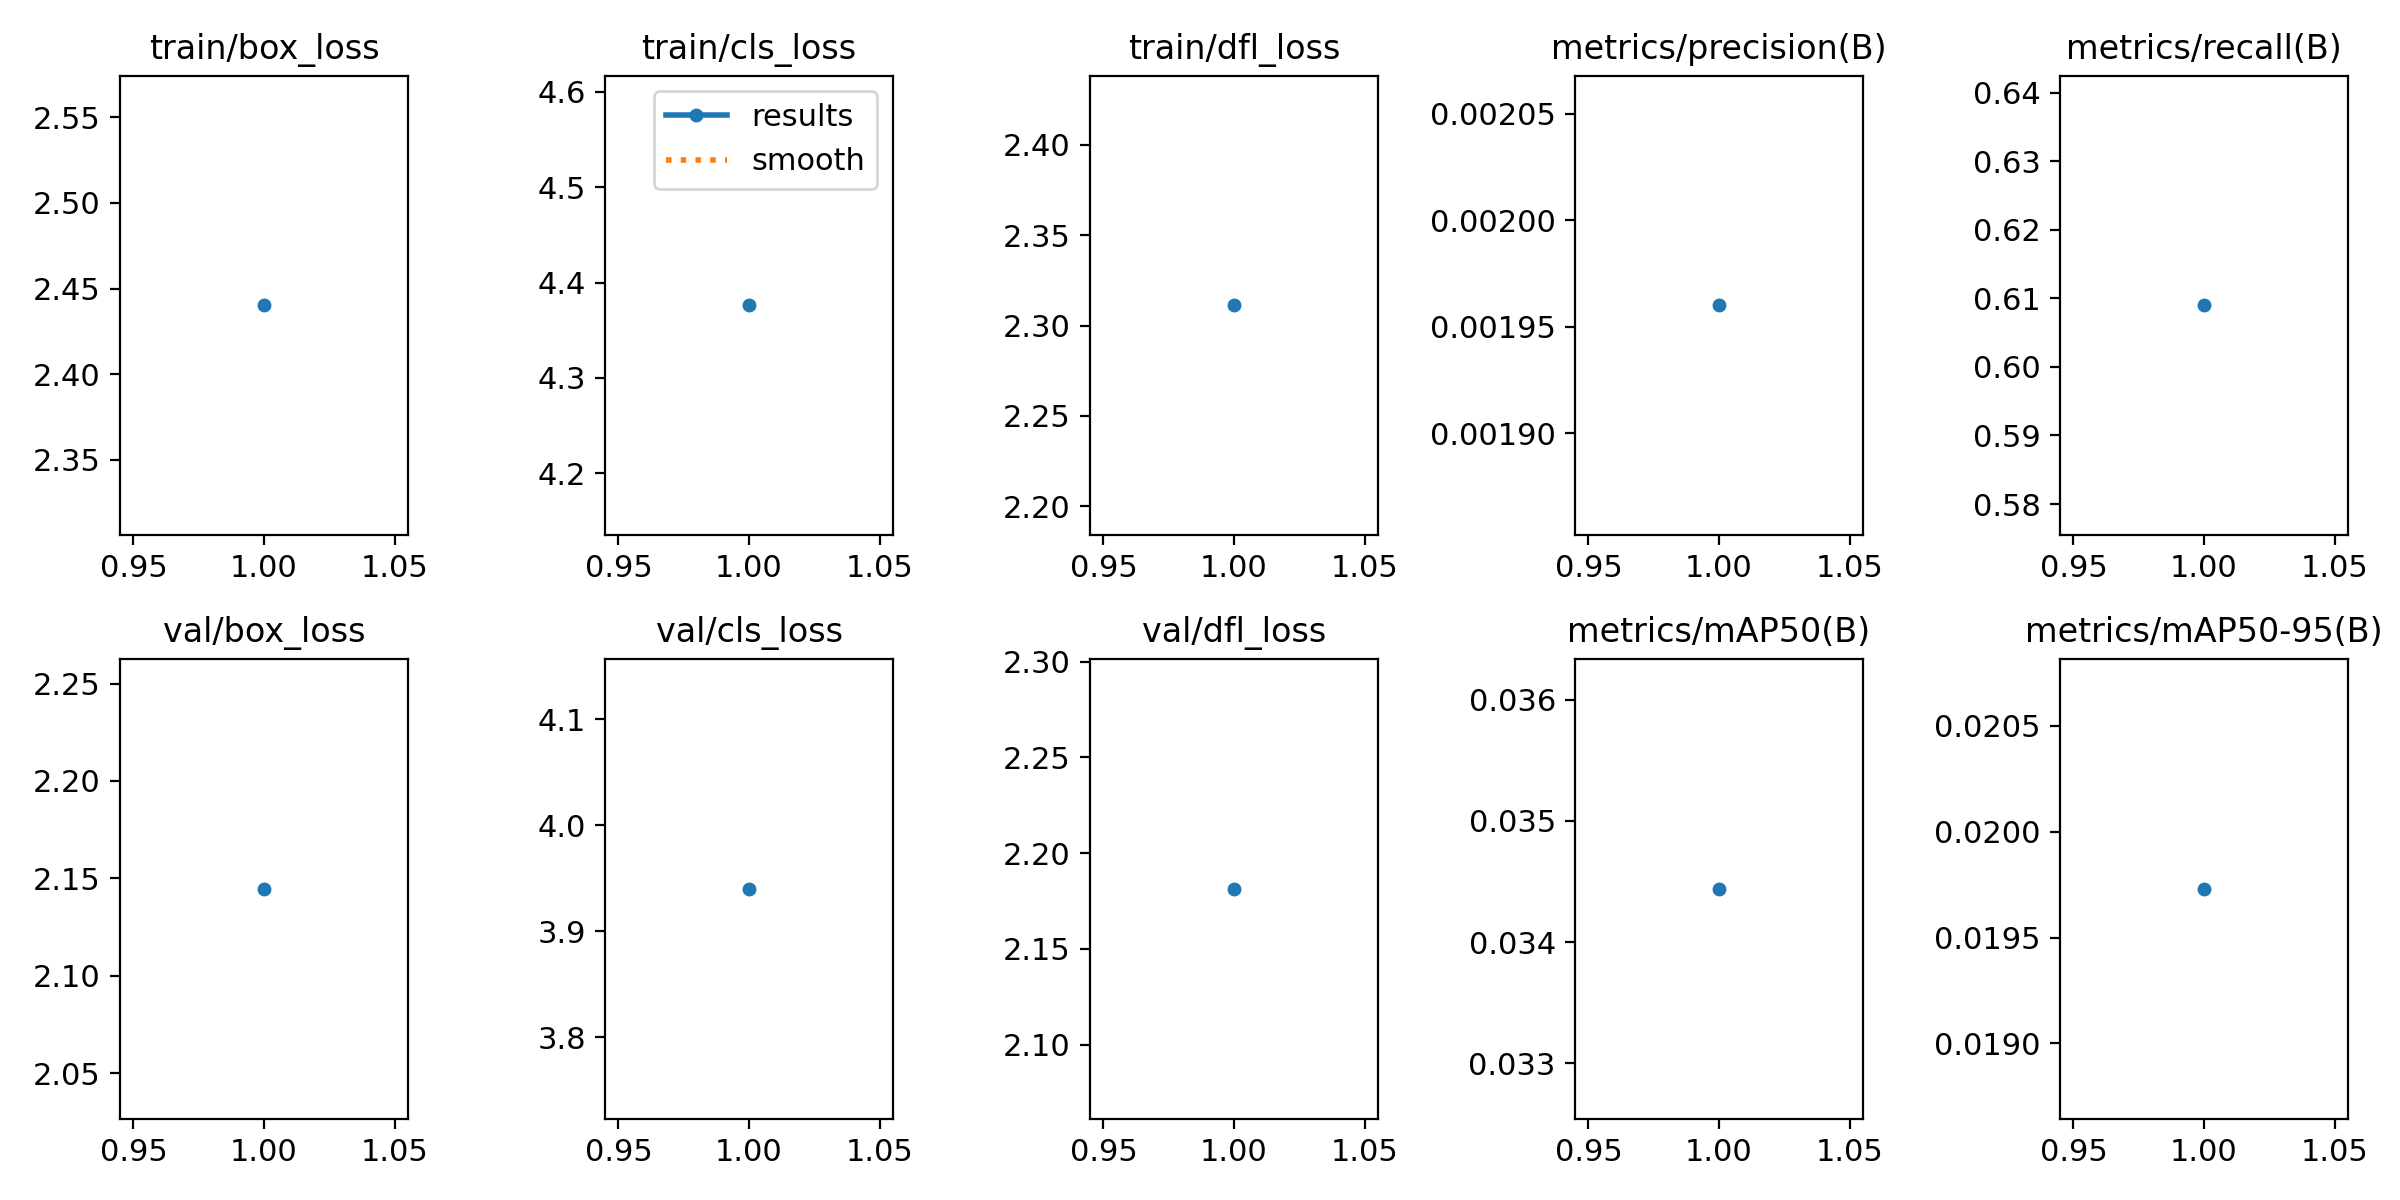 train/box_loss
2.55
2.50
2.45
2.40
2.35
0.95 1.00 1.05
train/cls_loss
4.6
4.5
4.4
4.3
4.2
results
smooth
0.95 1.00 1.05
train/dfl_loss
2.40
2.35
2.30
2.25
2.20
0.95 1.00 1.05
metrics/precision(B)
0.00205
0.00200
0.00195
0.00190
0.95 1.00 1.05
metrics/recall(B)
0.64
0.63
0.62
0.61
0.60
0.59
0.58
0.95 1.00 1.05
val/box_loss
2.25
2.20
2.15
2.10
2.05
0.95 1.00 1.05
val/cls_loss
4.1
4.0
3.9
3.8
0.95 1.00 1.05
val/dfl_loss
2.30
2.25
2.20
2.15
2.10
0.95 1.00 1.05
metrics/mAP50(B)
0.036
0.035
0.034
0.033
0.95 1.00 1.05
metrics/mAP50-95(B)
0.0205
0.0200
0.0195
0.0190
0.95 1.00 1.05